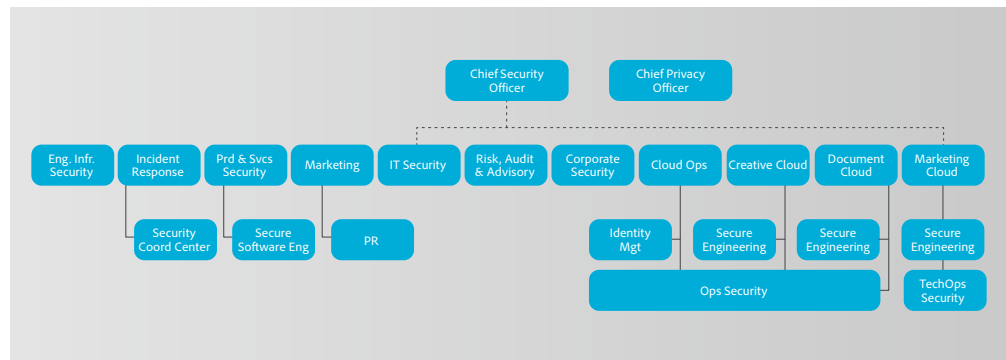 Chief Security
Officer
Chief Privacy
Officer
Eng. Infr.
Security
Incident
Response
Prd & Svcs
Security
Marketing
IT Security
Risk, Audit
& Advisory
Corporate
Security
Cloud Ops
Creative Cloud
Document
Cloud
Marketing
Cloud
Security
Coord Center
Secure
Software Eng
PR
Identity
Mgt
Secure
Engineering
Secure
Engineering
Secure
Engineering
Ops Security
TechOps
Security